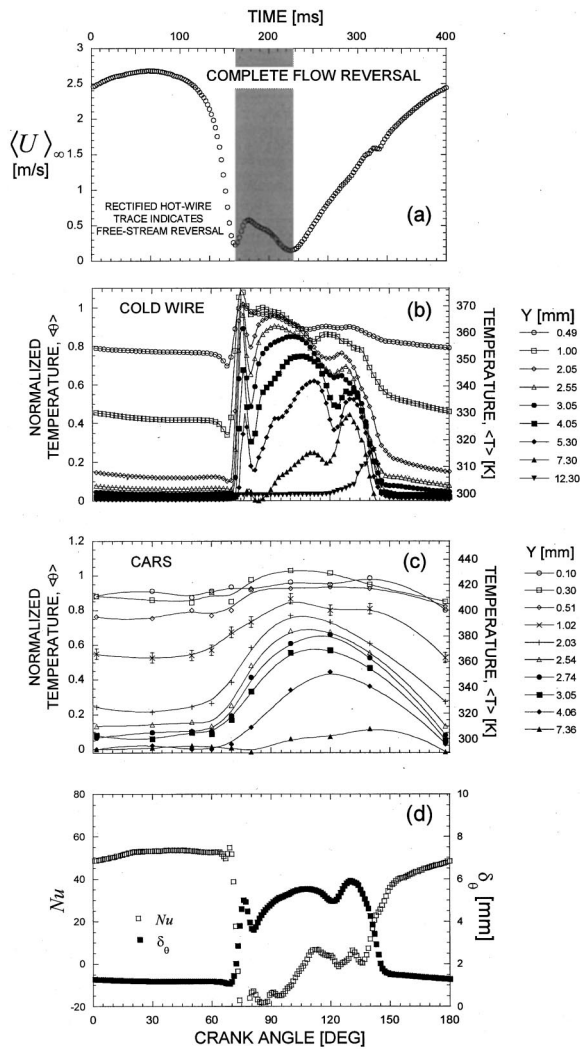 TIME [ms]
0 100 200 300 400
3
2.5
2
1.5
1
0.5
0
⟨U⟩∞
[m/s]
COMPLETE FLOW REVERSAL
RECTIFIED HOT-WIRE
TRACE INDICATES
FREE-STREAM REVERSAL
(a)
COLD WIRE
(b)
1
0.8
0.6
0.4
0.2
0
NORMALIZED
TEMPERATURE, <θ>
370
360
350
340
330
320
310
300
TEMPERATURE, <T> [K]
Y [mm]
0.49
1.00
2.05
2.55
3.05
4.05
5.30
7.30
12.30
CARS
(c)
1.2
1
0.8
0.6
0.4
0.2
0
NORMALIZED
TEMPERATURE, <θ>
440
420
400
380
360
340
320
300
TEMPERATURE, <T> [K]
Y [mm]
0.10
0.30
0.51
1.02
2.03
2.54
2.74
3.05
4.06
7.36
(d)
80
60
40
20
0
-20
Nu
10
8
6
4
2
0
δθ
[mm]
Nu
δθ
0 30 60 90 120 150 180
CRANK ANGLE [DEG]